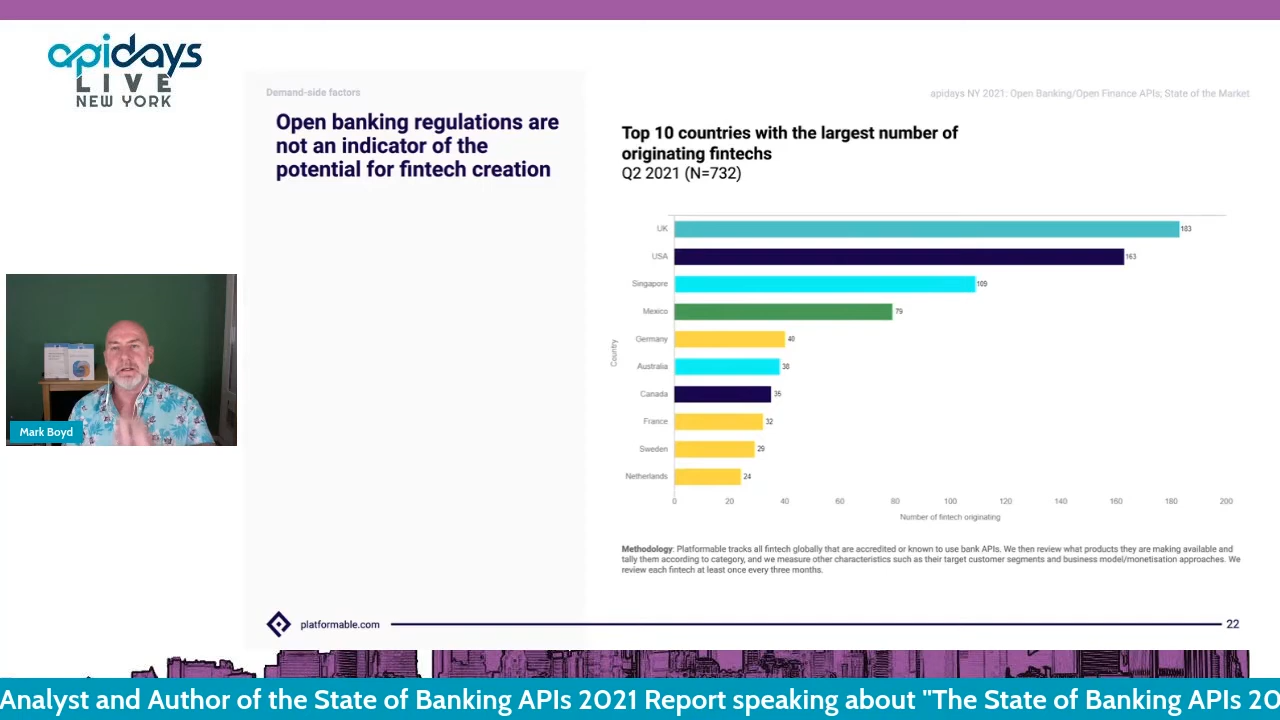 apidays
LIVE
NEW YORK
Demand-side factors
Open banking regulations are
not an indicator of the
potential for fintech creation
apidays NY 2021: Open Banking/Open Finance APIs; State of the Market
Top 10 countries with the largest number of
originating fintechs
Q2 2021 (N=732)
UK 183
USA 163
Singapore 109
Mexico 79
Germany 40
Australia 38
Canada 35
France 32
Sweden 29
Netherlands 24
Country
0 20 40 60 80 100 120 140 160 180 200
Number of fintech originating
Methodology: Platformable tracks all fintech globally that are accredited or known to use bank APIs. We then review what products they are making available and
tally them according to category, and we measure other characteristics such as their target customer segments and business model/monetisation approaches. We
review each fintech at least once every three months.
platformable.com
22
Mark Boyd
Analyst and Author of the State of Banking APIs 2021 Report speaking about "The State of Banking APIs 20